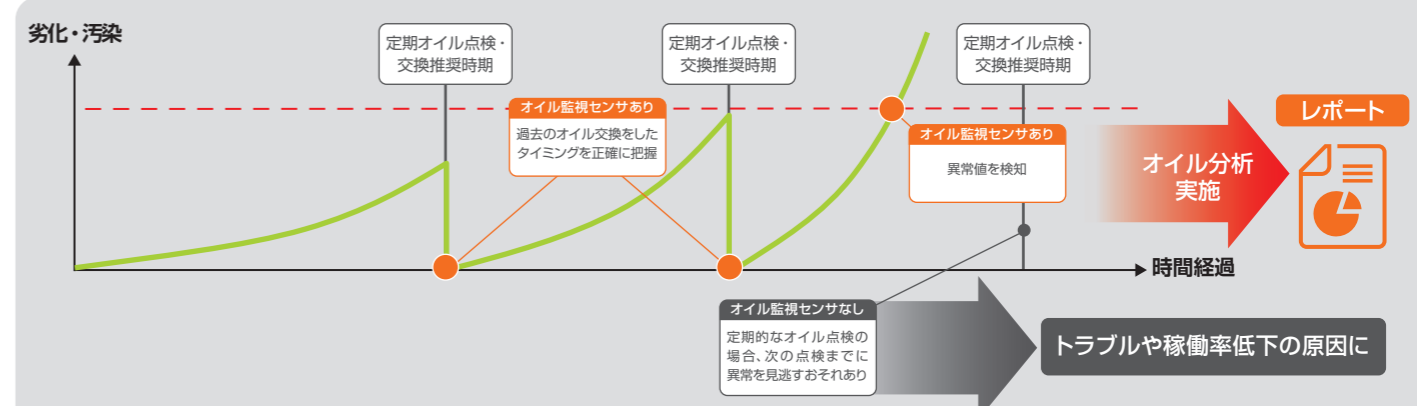 劣化・汚染
定期オイル点検・
交換推奨時期
定期オイル点検・
交換推奨時期
定期オイル点検・
交換推奨時期
オイル監視センサあり
過去のオイル交換をした
タイミングを正確に把握
オイル監視センサあり
異常値を検知
オイル分析
実施
レポート
時間経過
オイル監視センサなし
定期的なオイル点検の
場合、次の点検までに
異常を見逃すおそれあり
トラブルや稼働率低下の原因に